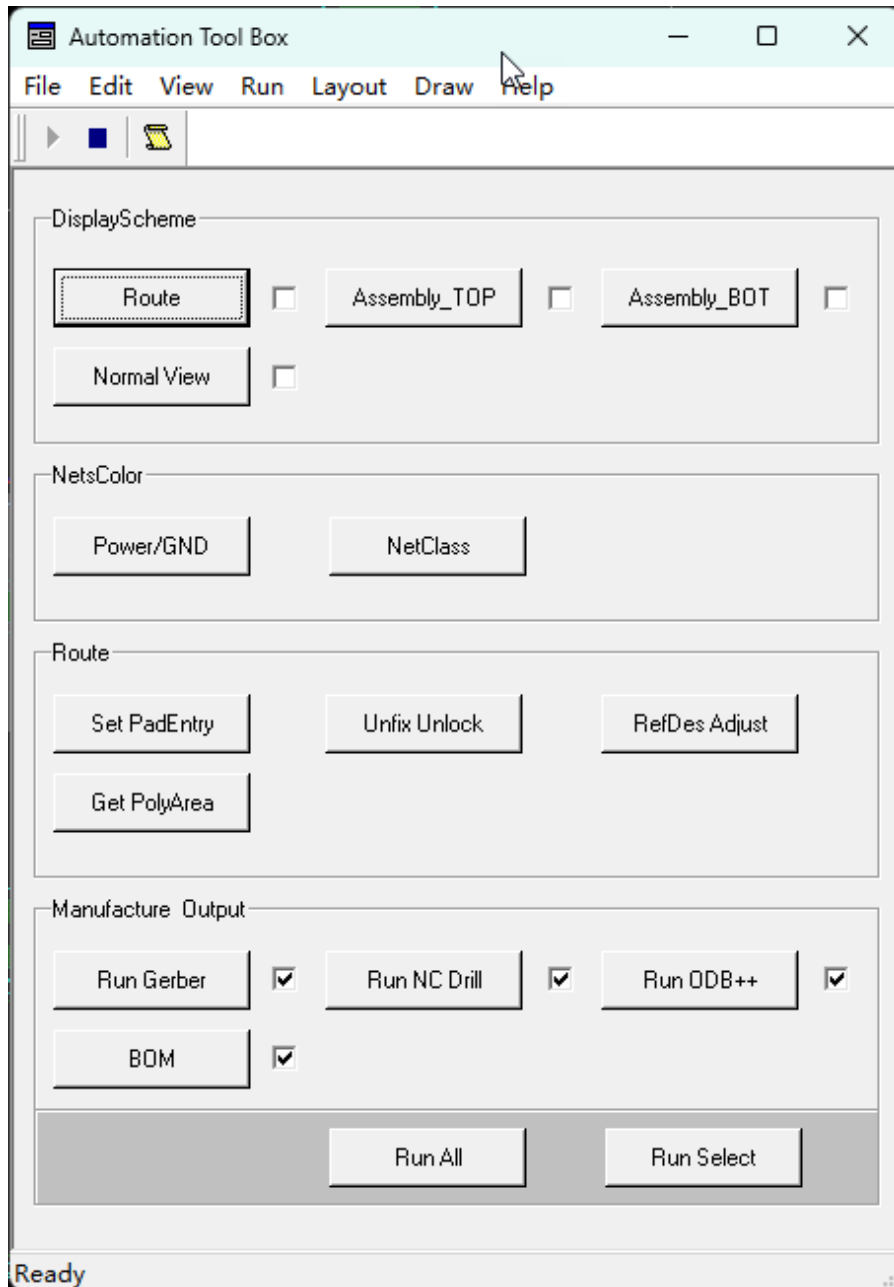 Automation Tool Box
File Edit View Run Layout Draw Help
DisplayScheme
Route Assembly_TOP Assembly_BOT
Normal View
NetsColor
Power/GND NetClass
Route
Set PadEntry Unfix Unlock RefDes Adjust
Get PolyArea
Manufacture Output
Run Gerber Run NC Drill Run ODB++
BOM
Run All Run Select
Ready